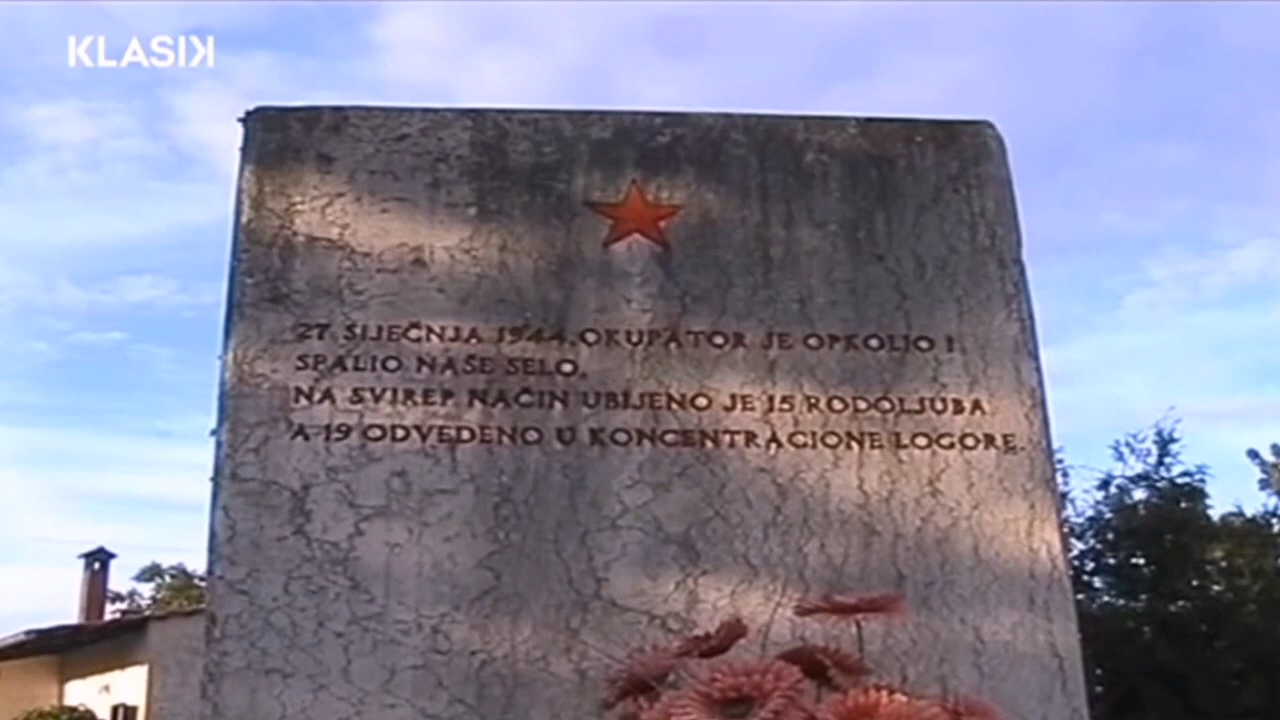 KLASIK
27 SIJEČNJA 1944. OKUPATOR JE OPKOLIO I
SPALIO NAŠE SELO.
NA SVIREP NAČIN UBIJENO JE 15 RODOLJUBA
A 19 ODVEDENO U KONCENTRACIONE LOGORE.